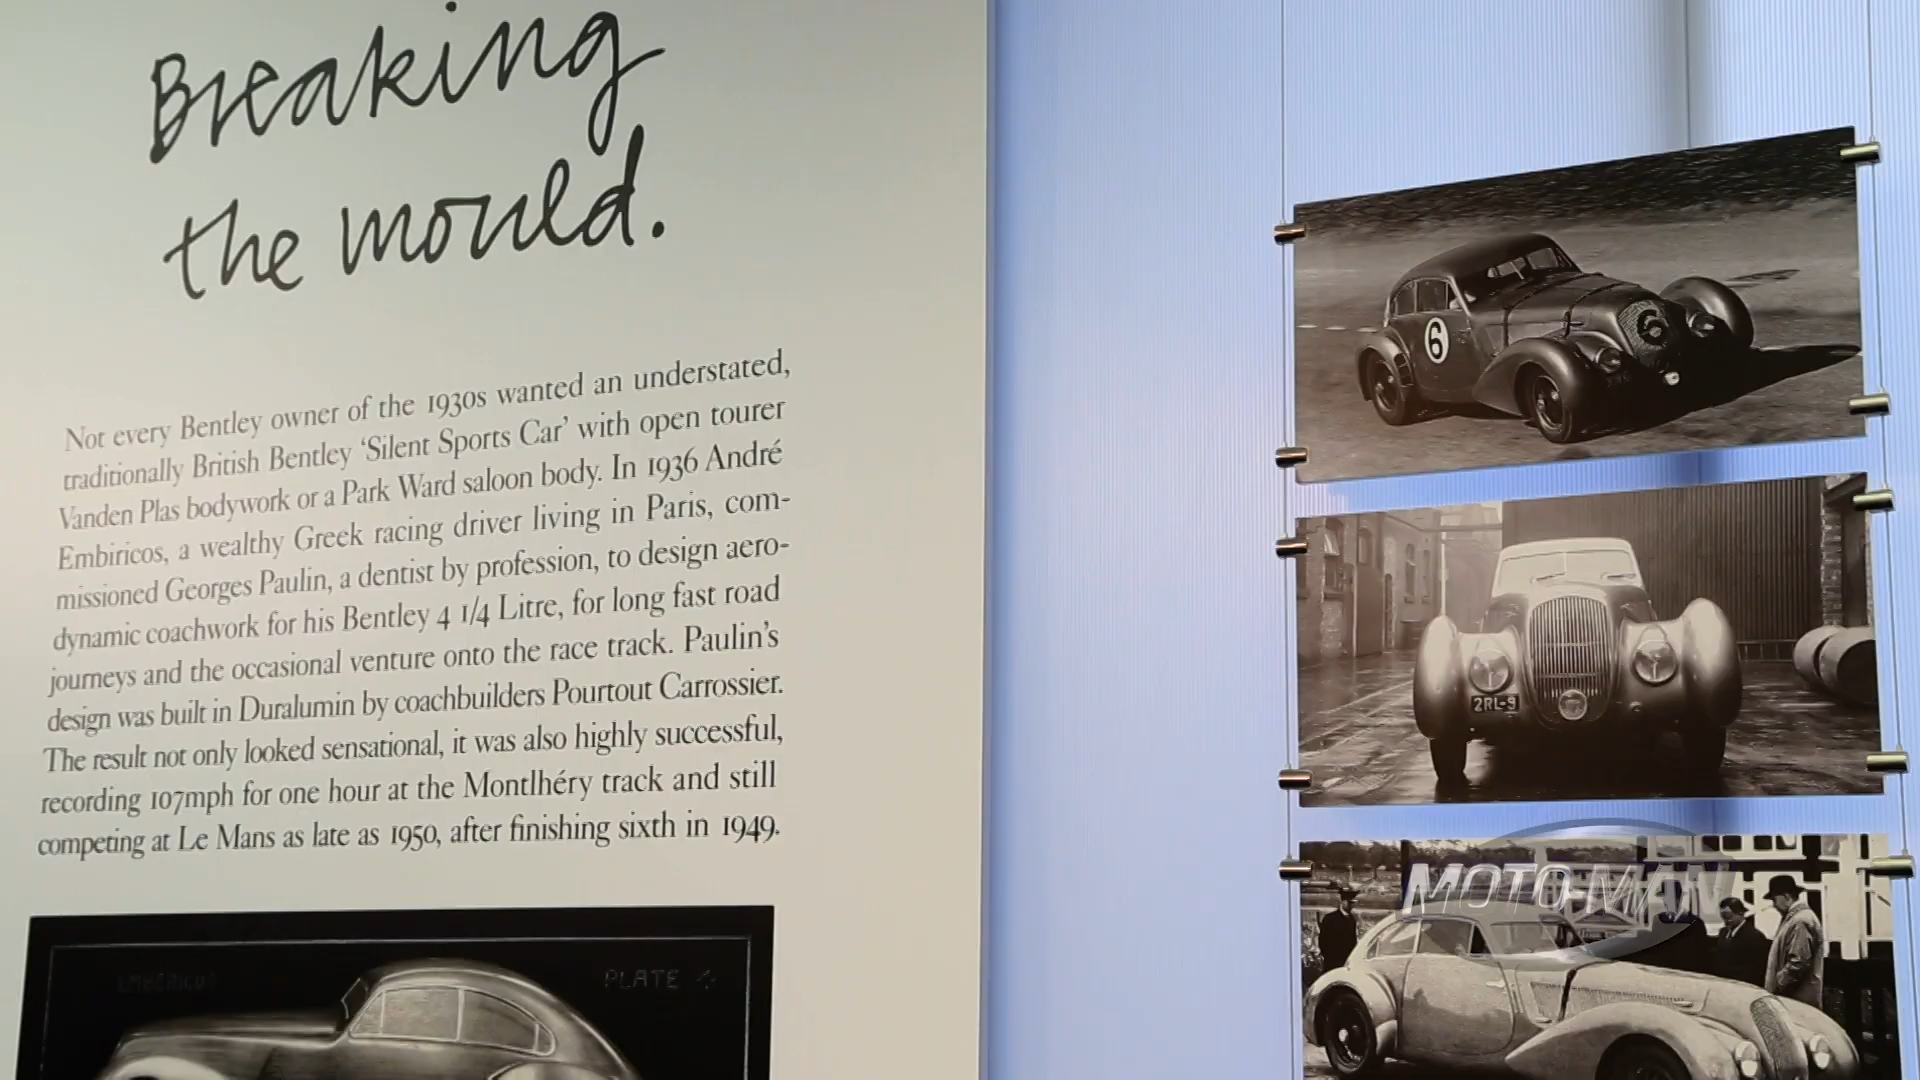 Breaking
the mould.
Not every Bentley owner of the 1930s wanted an understated,
traditionally British Bentley ‘Silent Sports Car’ with open tourer
Vanden Plas bodywork or a Park Ward saloon body. In 1936 André
Embiricos, a wealthy Greek racing driver living in Paris, com-
missioned Georges Paulin, a dentist by profession, to design aero-
dynamic coachwork for his Bentley 4 1/4 Litre, for long fast road
journeys and the occasional venture onto the race track. Paulin’s
design was built in Duralumin by coachbuilders Pourtout Carrossier.
The result not only looked sensational, it was also highly successful,
recording 107mph for one hour at the Montlhéry track and still
competing at Le Mans as late as 1950, after finishing sixth in 1949.
PLATE
6
6
2RL-9
MOTO-MAN